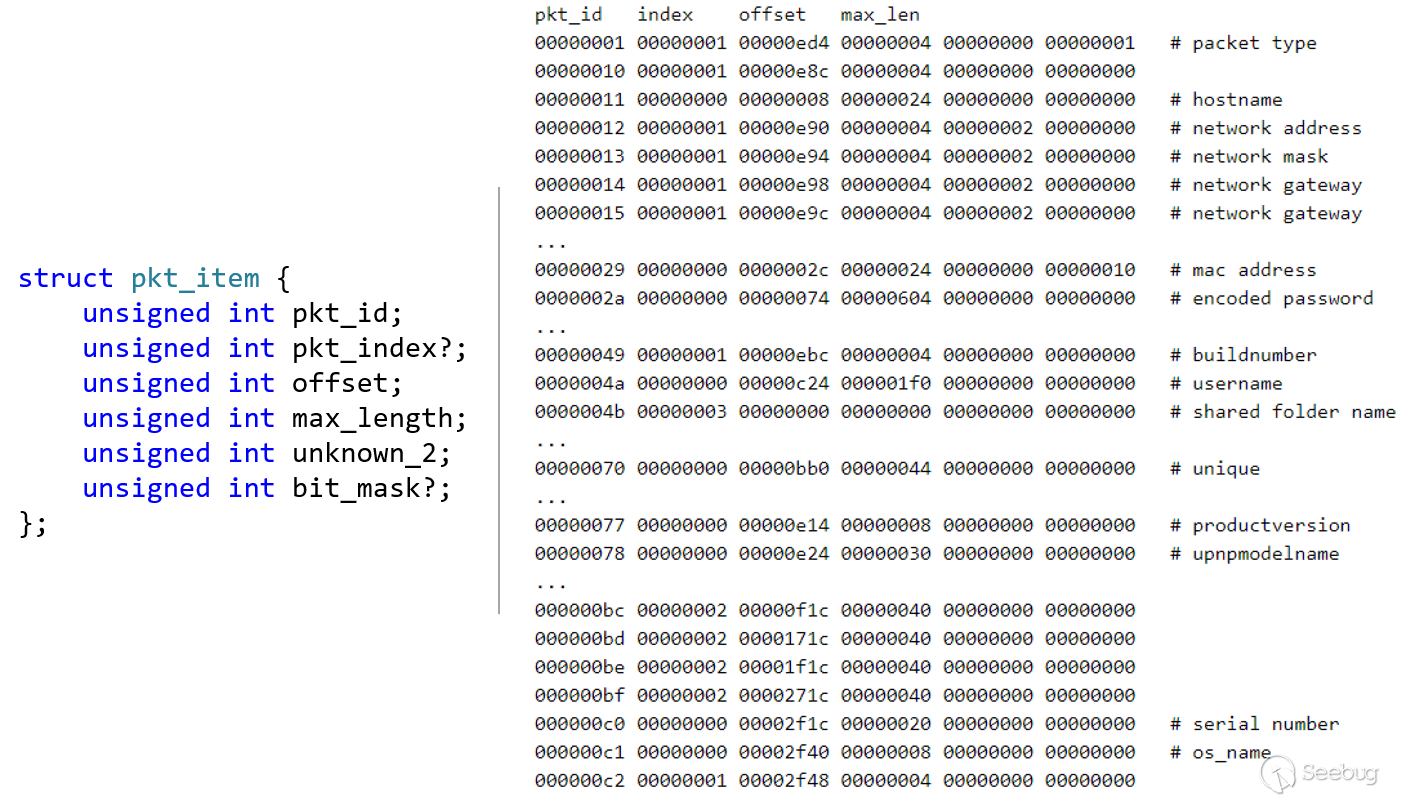 struct pkt_item {
    unsigned int pkt_id;
    unsigned int pkt_index?;
    unsigned int offset;
    unsigned int max_length;
    unsigned int unknown_2;
    unsigned int bit_mask?;
};
pkt_id   index    offset   max_len
00000001 00000001 00000ed4 00000004 00000000 00000001   # packet type
00000010 00000001 00000e8c 00000004 00000000 00000000
00000011 00000000 00000008 00000024 00000000 00000000   # hostname
00000012 00000001 00000e90 00000004 00000002 00000000   # network address
00000013 00000001 00000e94 00000004 00000002 00000000   # network mask
00000014 00000001 00000e98 00000004 00000002 00000000   # network gateway
00000015 00000001 00000e9c 00000004 00000002 00000000   # network gateway
...
00000029 00000000 0000002c 00000024 00000000 00000010   # mac address
0000002a 00000000 00000074 00000604 00000000 00000000   # encoded password
...
00000049 00000001 00000ebc 00000004 00000000 00000000   # buildnumber
0000004a 00000000 00000c24 000001f0 00000000 00000000   # username
0000004b 00000003 00000000 00000000 00000000 00000000   # shared folder name
...
00000070 00000000 00000bb0 00000044 00000000 00000000   # unique
...
00000077 00000000 00000e14 00000008 00000000 00000000   # productversion
00000078 00000000 00000e24 00000030 00000000 00000000   # upnpmodelname
...
000000bc 00000002 00000f1c 00000040 00000000 00000000
000000bd 00000002 0000171c 00000040 00000000 00000000
000000be 00000002 00001f1c 00000040 00000000 00000000
000000bf 00000002 0000271c 00000040 00000000 00000000
000000c0 00000000 00002f1c 00000020 00000000 00000000   # serial number
000000c1 00000000 00002f40 00000008 00000000 00000000   # os_name
000000c2 00000001 00002f48 00000004 00000000 00000000
Seebug